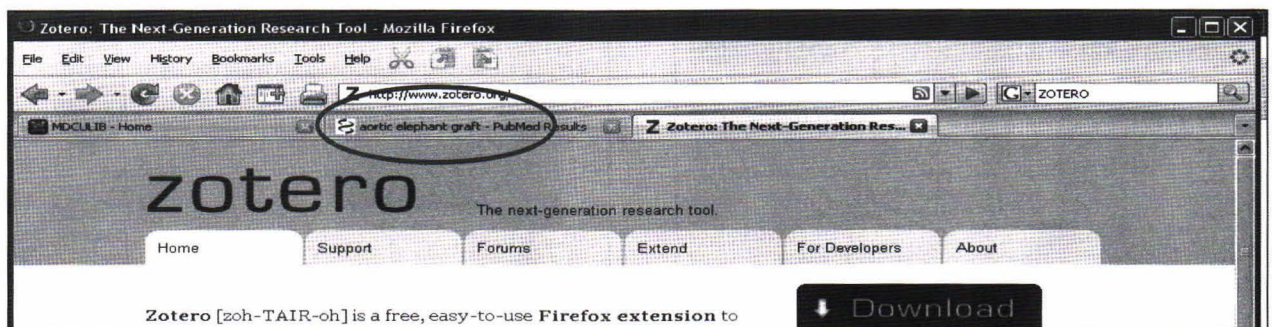 Zotero: The Next-Generation Research Tool - Mozilla Firefox
File Edit View History Bookmarks Tools Help
Z http://www.zotero.org/ G ZOTERO
MDCULIB - Home aortic elephant graft - PubMed Results Z Zotero: The Next-Generation Res...
zotero The next-generation research tool.
Home Support Forums Extend For Developers About
Zotero [zoh-TAIR-oh] is a free, easy-to-use Firefox extension to
Download